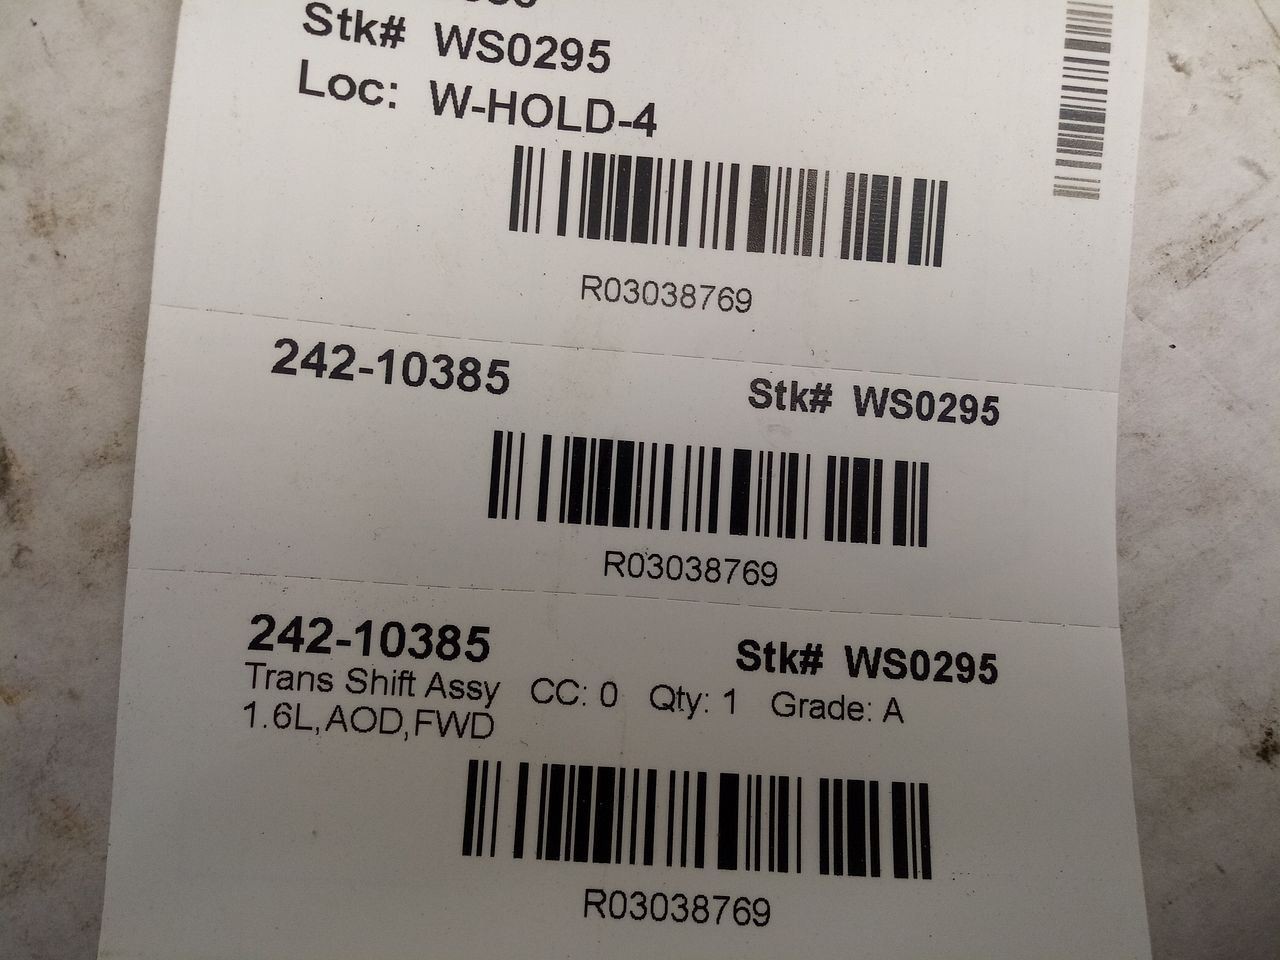 Stk# WS0295
Loc: W-HOLD-4
R03038769
242-10385 Stk# WS0295
R03038769
242-10385 Stk# WS0295
Trans Shift Assy CC: 0 Qty: 1 Grade: A
1.6L,AOD,FWD
R03038769